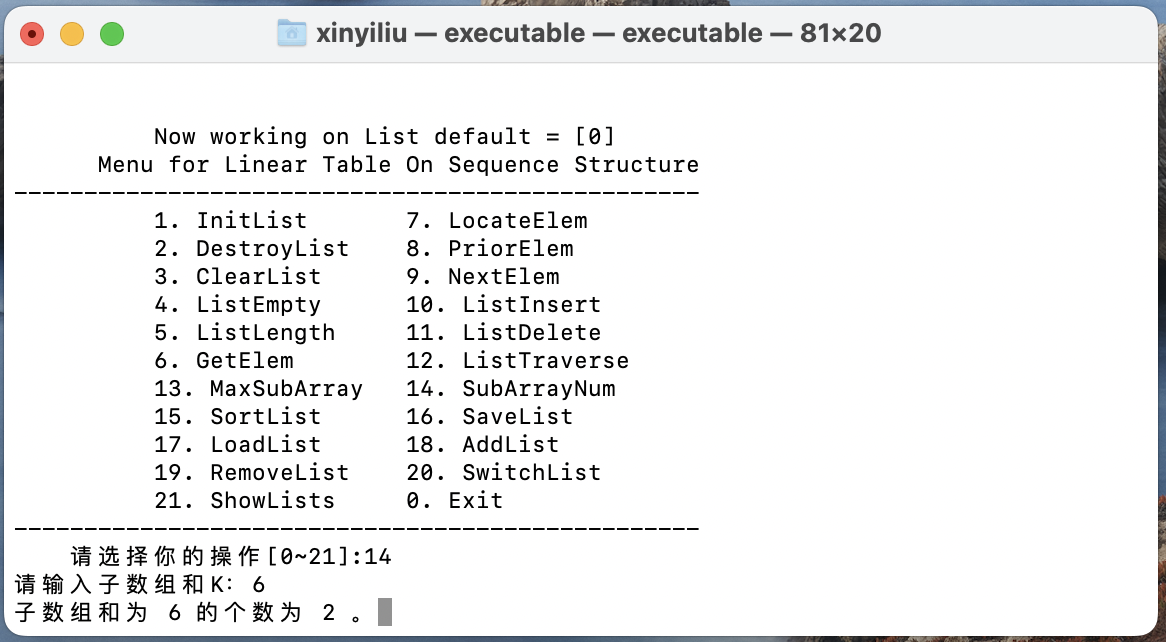 xinyiliu — executable — executable — 81×20
Now working on List default = [0]
Menu for Linear Table On Sequence Structure
-------------------------------------------------
1. InitList 7. LocateElem
2. DestroyList 8. PriorElem
3. ClearList 9. NextElem
4. ListEmpty 10. ListInsert
5. ListLength 11. ListDelete
6. GetElem 12. ListTraverse
13. MaxSubArray 14. SubArrayNum
15. SortList 16. SaveList
17. LoadList 18. AddList
19. RemoveList 20. SwitchList
21. ShowLists 0. Exit
-------------------------------------------------
请选择你的操作[0~21]:14
请输入子数组和K: 6
子数组和为 6 的个数为 2 。